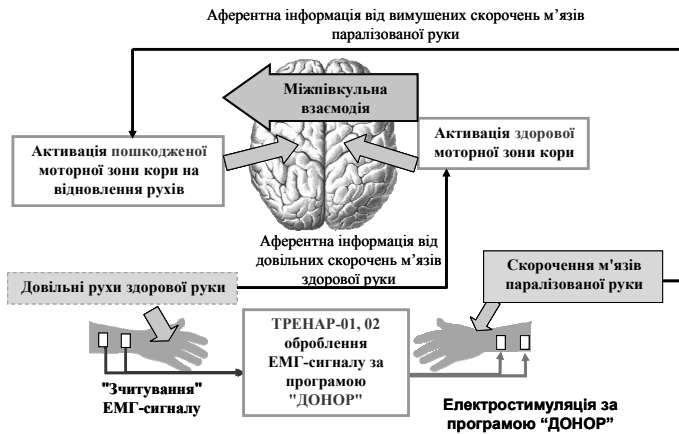 Аферентна інформація від вимушених скорочень м’язів
паралізованої руки
Міжпівкульна
взаємодія
Активація пошкодженої
моторної зони кори на
відновлення рухів
Активація здорової
моторної зони кори
Аферентна інформація від
довільних скорочень м’язів
здорової руки
Довільні рухи здорової руки
Скорочення м'язів
паралізованої руки
ТРЕНАР-01, 02
оброблення
ЕМГ-сигналу за
програмою
"ДОНОР"
"Зчитування"
ЕМГ-сигналу
Електростимуляція за
програмою “ДОНОР”